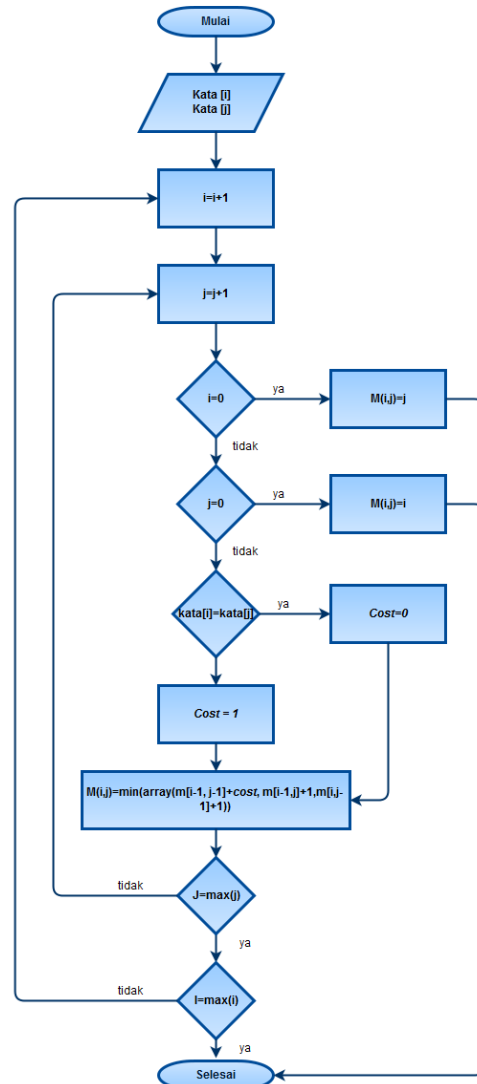 Mulai
Kata [i]
Kata [j]
i=i+1
j=j+1
i=0
ya
M(i,j)=j
tidak
j=0
ya
M(i,j)=i
tidak
kata[i]=kata[j]
ya
Cost=0
Cost = 1
M(i,j)=min(array(m[i-1, j-1]+cost, m[i-1,j]+1,m[i,j-
1]+1))
tidak
J=max(j)
ya
tidak
I=max(i)
ya
Selesai